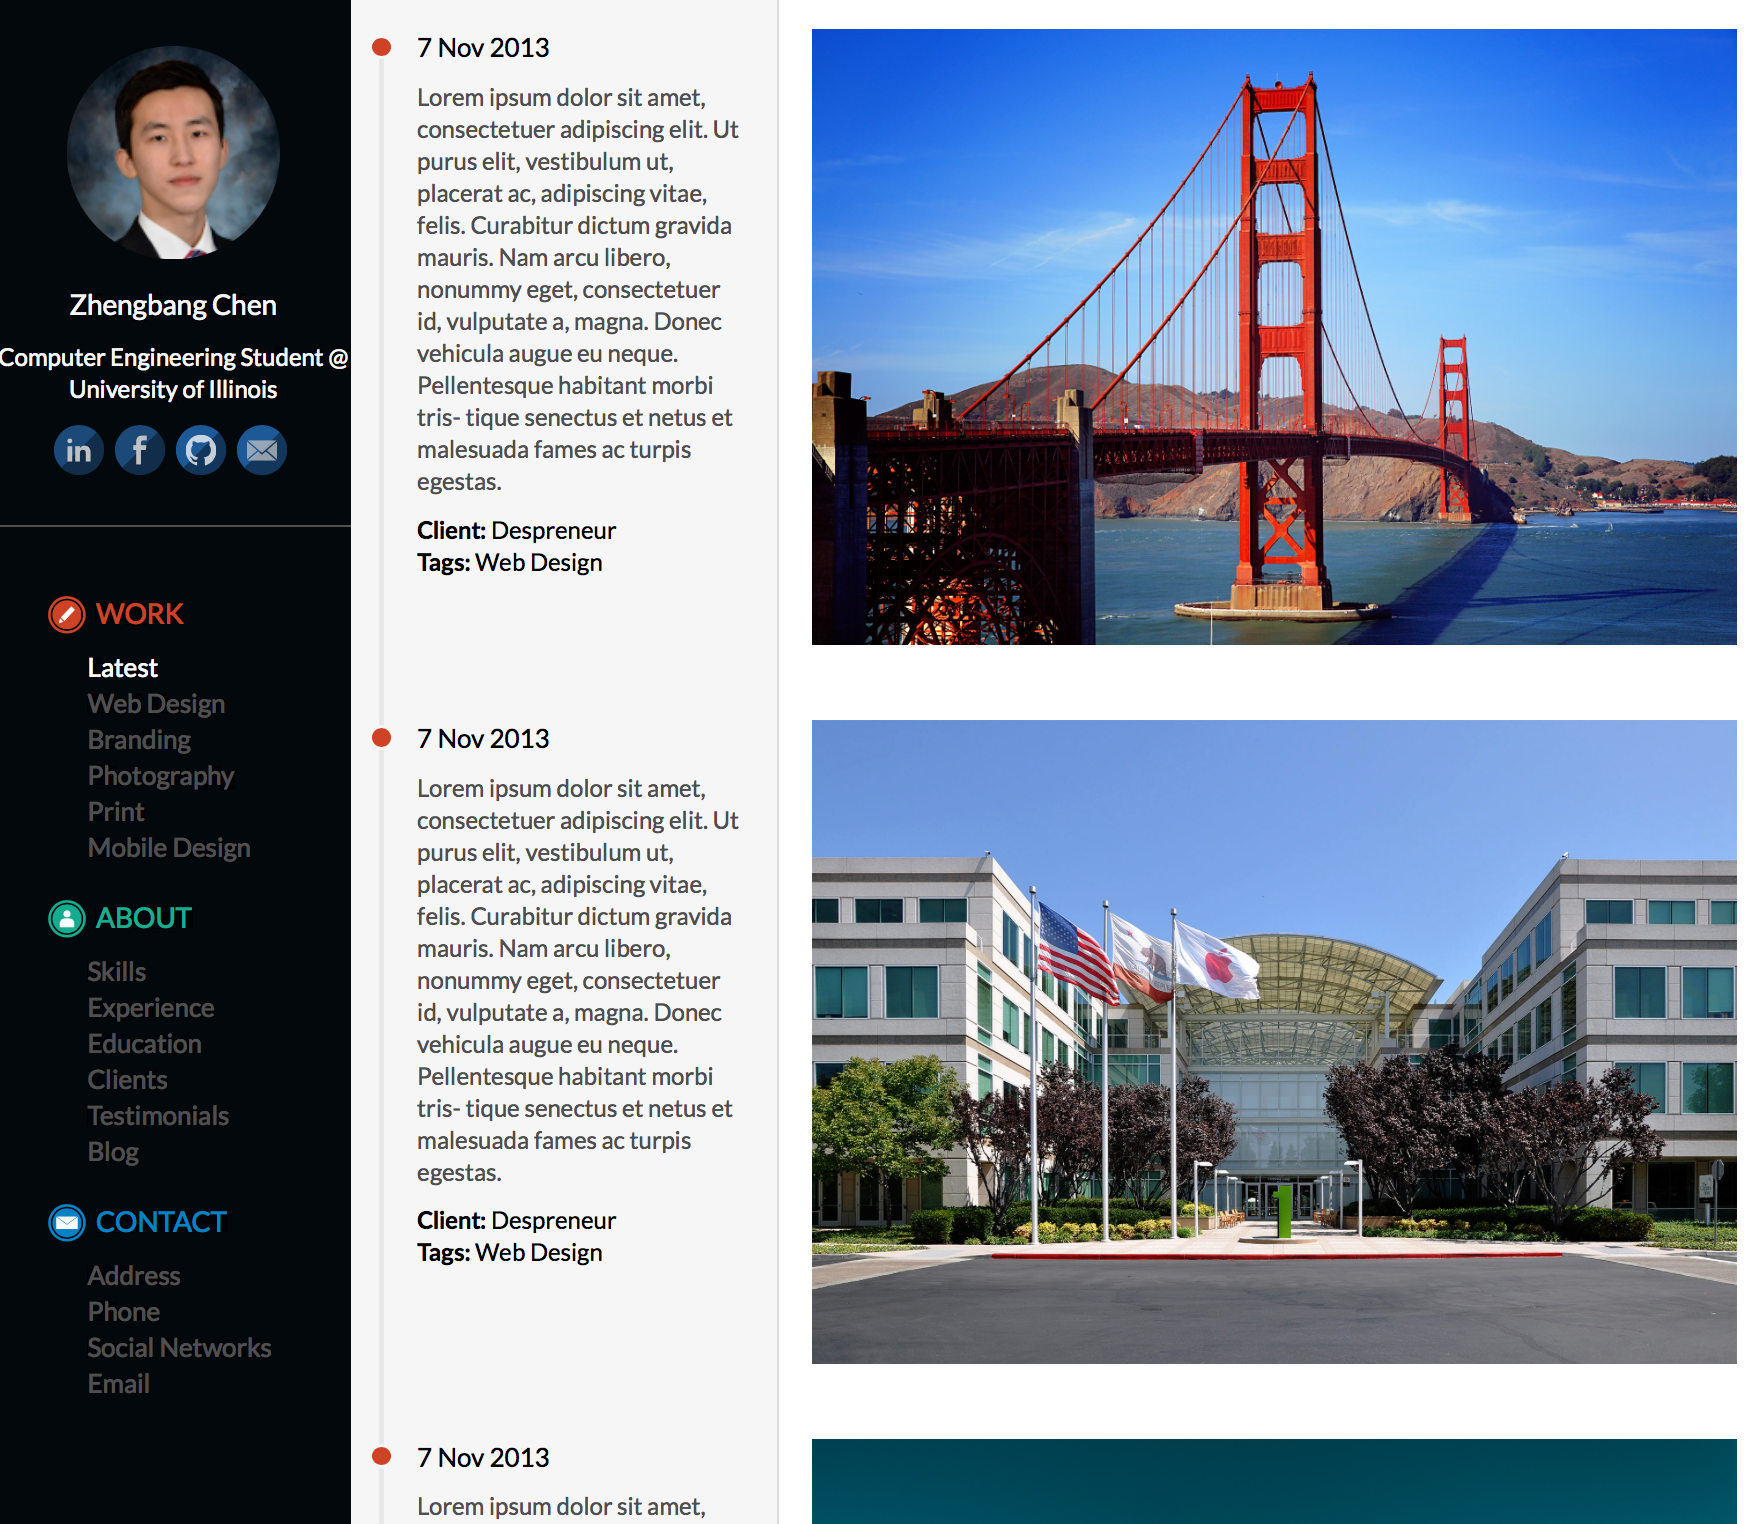 Zhengbang Chen
Computer Engineering Student @
University of Illinois
in f
WORK
Latest
Web Design
Branding
Photography
Print
Mobile Design
ABOUT
Skills
Experience
Education
Clients
Testimonials
Blog
CONTACT
Address
Phone
Social Networks
Email
7 Nov 2013
Lorem ipsum dolor sit amet,
consectetuer adipiscing elit. Ut
purus elit, vestibulum ut,
placerat ac, adipiscing vitae,
felis. Curabitur dictum gravida
mauris. Nam arcu libero,
nonummy eget, consectetuer
id, vulputate a, magna. Donec
vehicula augue eu neque.
Pellentesque habitant morbi
tris- tique senectus et netus et
malesuada fames ac turpis
egestas.
Client: Despreneur
Tags: Web Design
7 Nov 2013
Lorem ipsum dolor sit amet,
consectetuer adipiscing elit. Ut
purus elit, vestibulum ut,
placerat ac, adipiscing vitae,
felis. Curabitur dictum gravida
mauris. Nam arcu libero,
nonummy eget, consectetuer
id, vulputate a, magna. Donec
vehicula augue eu neque.
Pellentesque habitant morbi
tris- tique senectus et netus et
malesuada fames ac turpis
egestas.
Client: Despreneur
Tags: Web Design
7 Nov 2013
Lorem ipsum dolor sit amet,
1